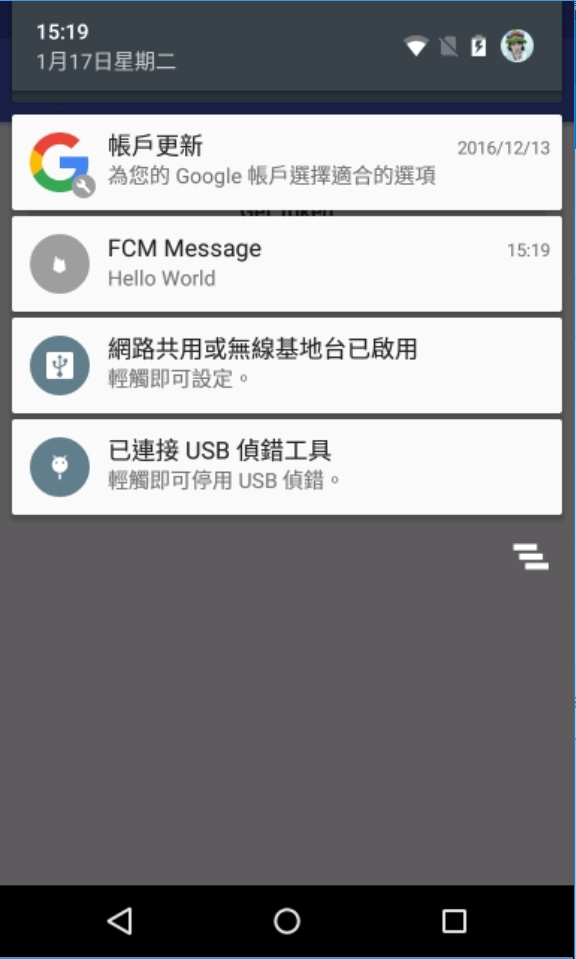 15:19
1月17日星期二
帳戶更新 2016/12/13
為您的 Google 帳戶選擇適合的選項
Get Token
FCM Message 15:19
Hello World
網路共用或無線基地台已啟用
輕觸即可設定。
已連接 USB 偵錯工具
輕觸即可停用 USB 偵錯。